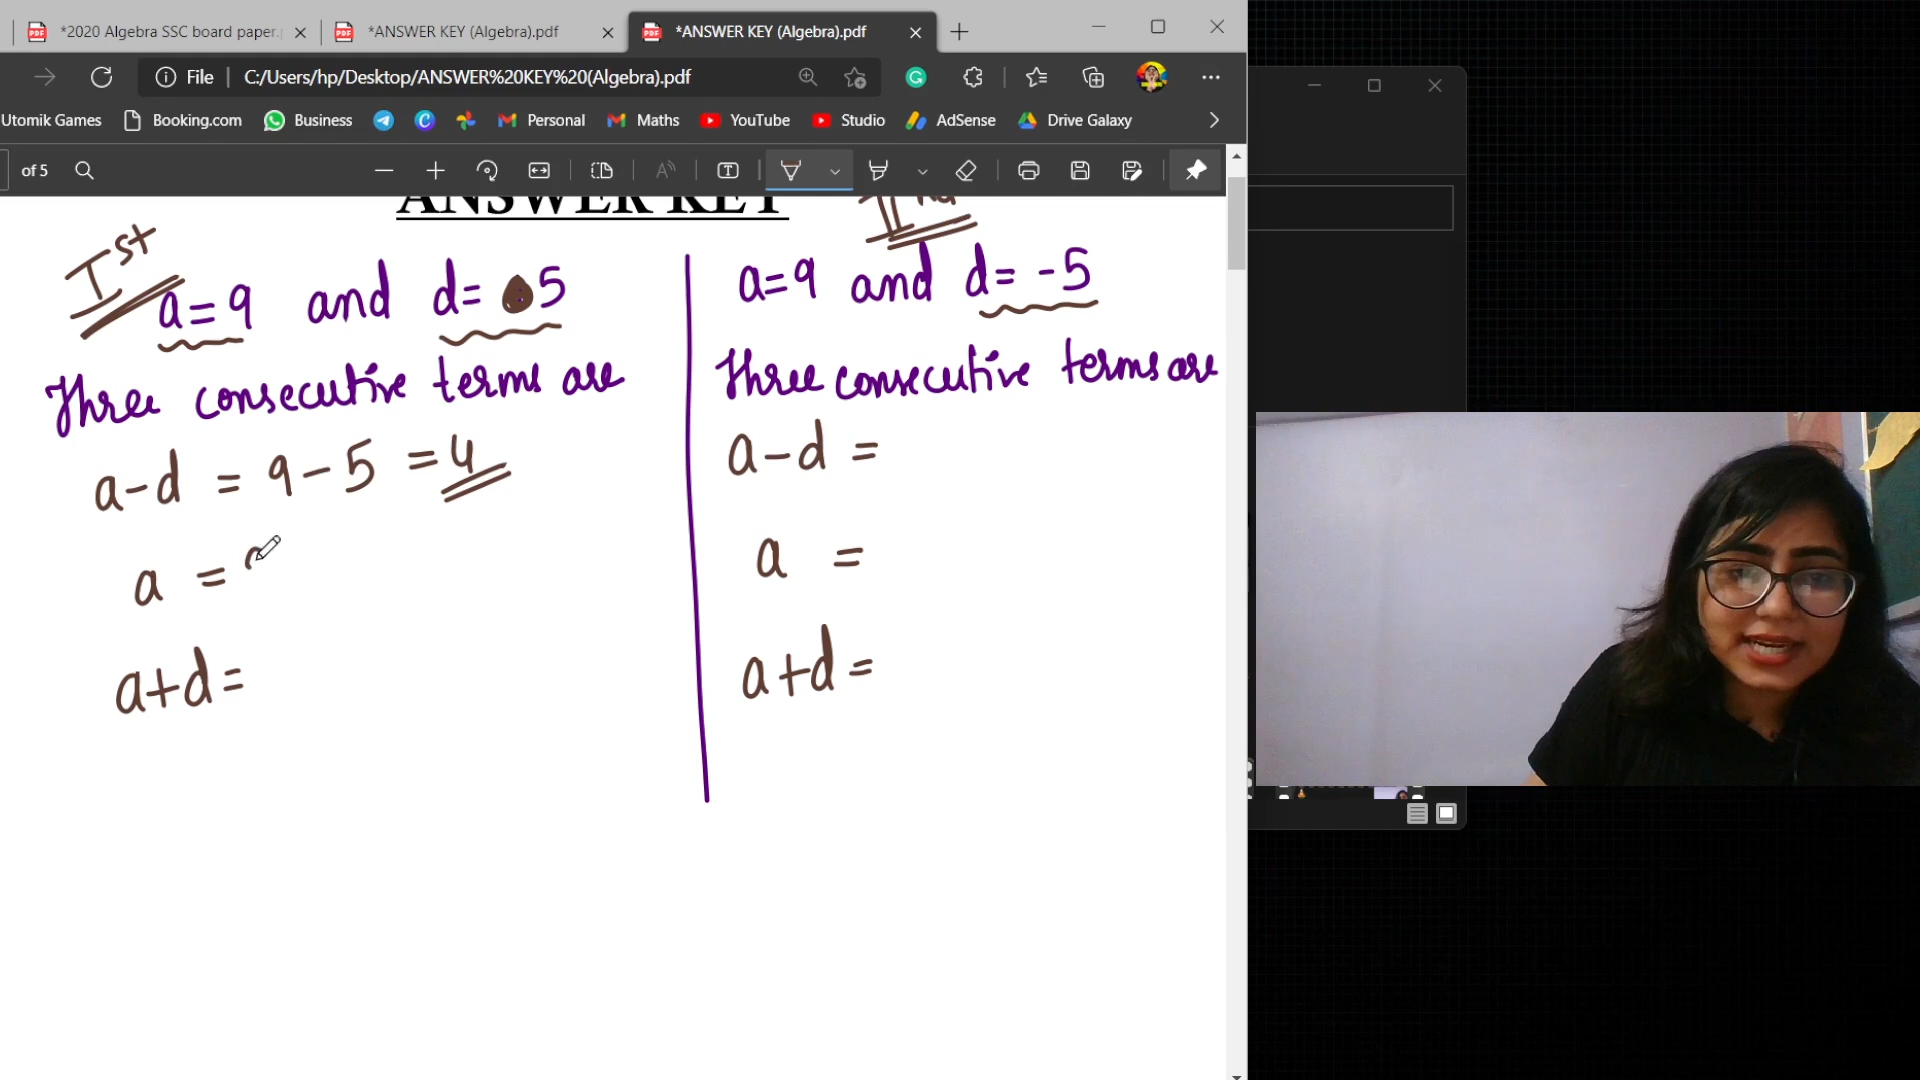 *2020 Algebra SSC board paper.p
*ANSWER KEY (Algebra).pdf
*ANSWER KEY (Algebra).pdf
File
C:/Users/hp/Desktop/ANSWER%20KEY%20(Algebra).pdf
Utomik Games
Booking.com
Business
Personal
Maths
YouTube
Studio
AdSense
Drive Galaxy
of 5
ANSWER KEY
Ist
a=9 and d= 5
Three consecutive terms are
a-d = 9-5 = 4
a =
a+d=
IInd
a=9 and d= -5
Three consecutive terms are
a-d =
a =
a+d=